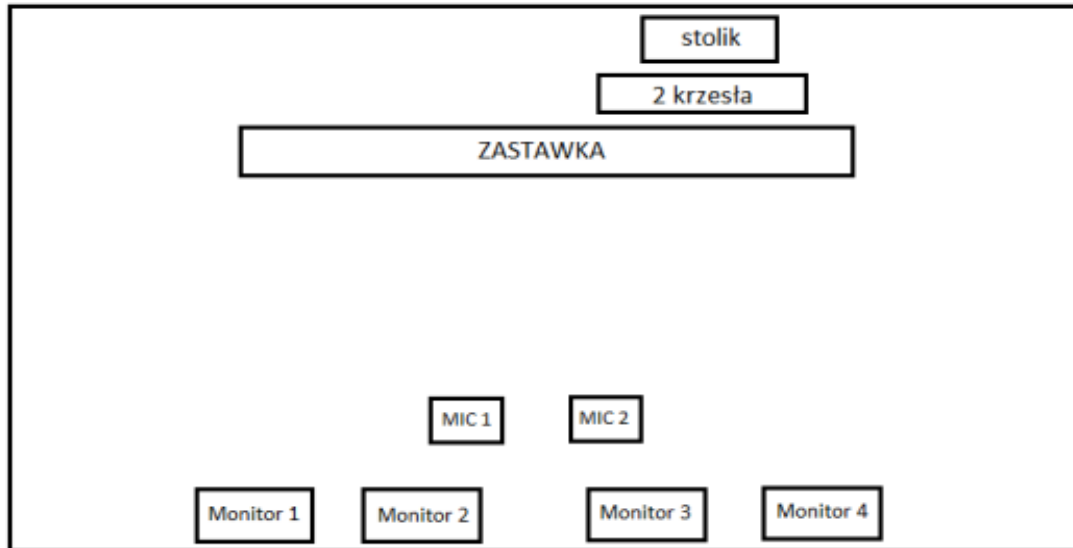 stolik
2 krzesła
ZASTAWKA
MIC 1
MIC 2
Monitor 1
Monitor 2
Monitor 3
Monitor 4